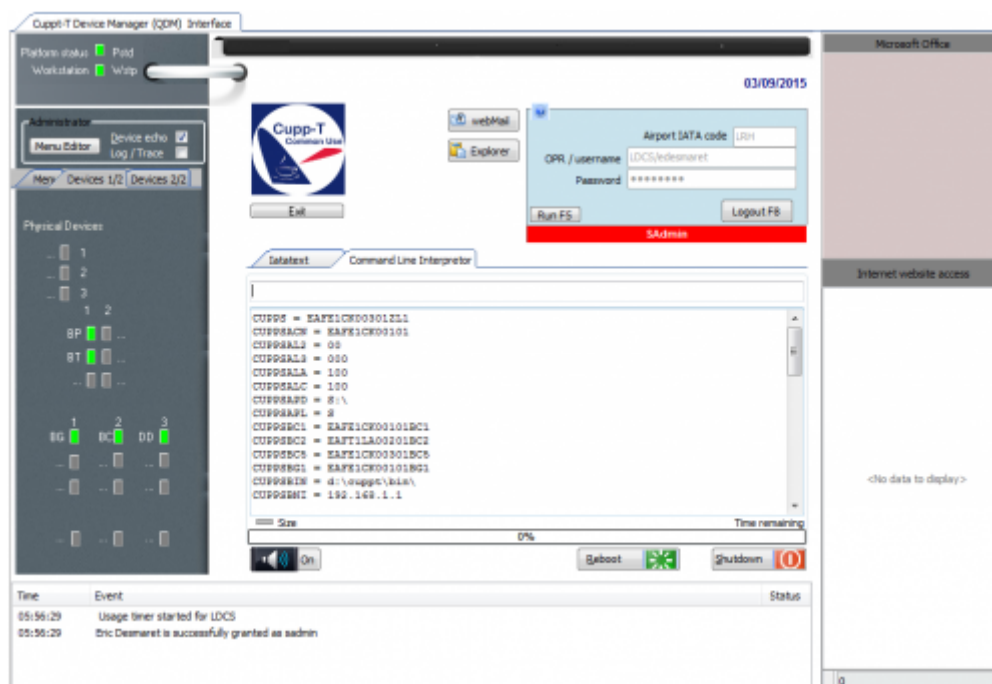 Cuppt-T Device Manager (QDM) Interface
Platform status Pstd
Workstation Wstp
Microsoft Office
03/09/2015
Administrator
Menu Editor
Device echo
Log / Trace
Cupp-T
Common Use
webMail
Explorer
Exit
Airport IATA code LRH
OPR / username LDCS/edesmaret
Password ********
Run F5
Logout F8
SAdmin
Devices 1/2 Devices 2/2
Physical Devices
... 1
... 2
... 3
1 2
BP ...
BT ...
... ...
1 2 3
BG BC DD
Iatatext
Command Line Interpretor
Internet website access
CUPPS = EAFE1CK00301ZL1
CUPPSACN = EAFE1CK00101
CUPPSAL2 = 00
CUPPSAL3 = 000
CUPPSALA = 100
CUPPSALC = 100
CUPPSAPD = S:\
CUPPSAPL = S
CUPPSBC1 = EAFE1CK00101BC1
CUPPSBC2 = EAFT1LA00201BC2
CUPPSBC5 = EAFE1CK00301BC5
CUPPSBG1 = EAFE1CK00101BG1
CUPPSBIN = d:\cuppt\bin\
CUPPSBNI = 192.168.1.1
<No data to display>
Size
Time remaining
0%
On
Reboot
Shutdown
Time Event Status
05:56:29 Usage timer started for LDCS
05:56:29 Eric Desmaret is successfully granted as sadmin
0